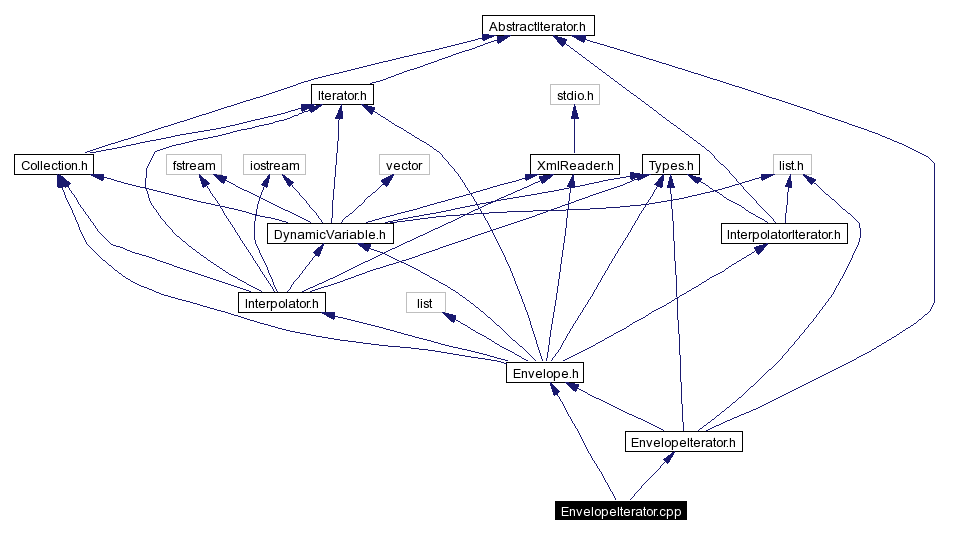 AbstractIterator.h
Iterator.h
stdio.h
Collection.h
fstream
iostream
vector
XmlReader.h
Types.h
list.h
DynamicVariable.h
InterpolatorIterator.h
Interpolator.h
list
Envelope.h
EnvelopeIterator.h
EnvelopeIterator.cpp